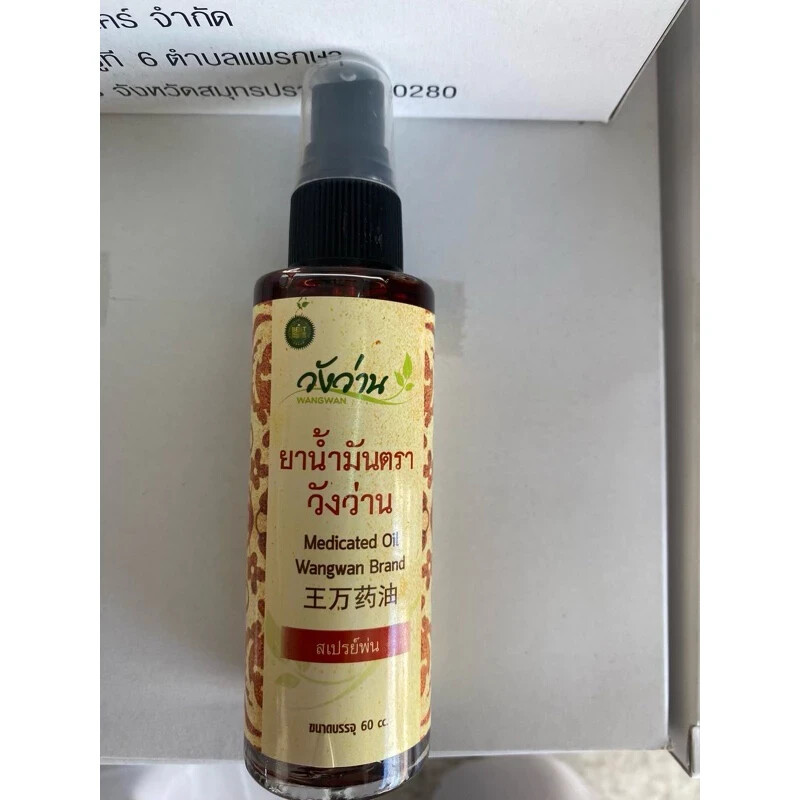 คร์ จำกัด
6 ตำบลแพรกษา
จังหวัดสมุทรปรา 0280
วังว่าน
WANGWAN
ยาน้ำมันตรา
วังว่าน
Medicated Oil
Wangwan Brand
王万药油
สเปรย์พ่น
ขนาดบรรจุ 60 cc.